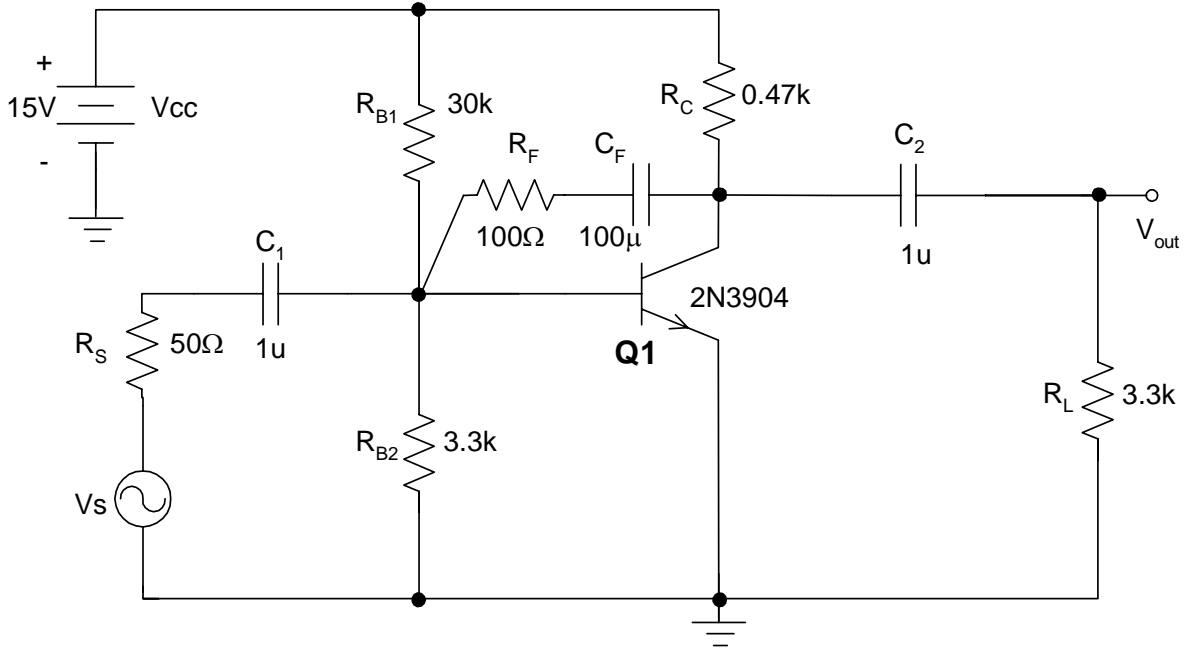 +
15V
Vcc
-
R_B1
30k
R_C
0.47k
R_F
C_F
100Ω
100μ
C_2
1u
V_out
C_1
1u
R_S
50Ω
2N3904
Q1
R_L
3.3k
R_B2
3.3k
Vs